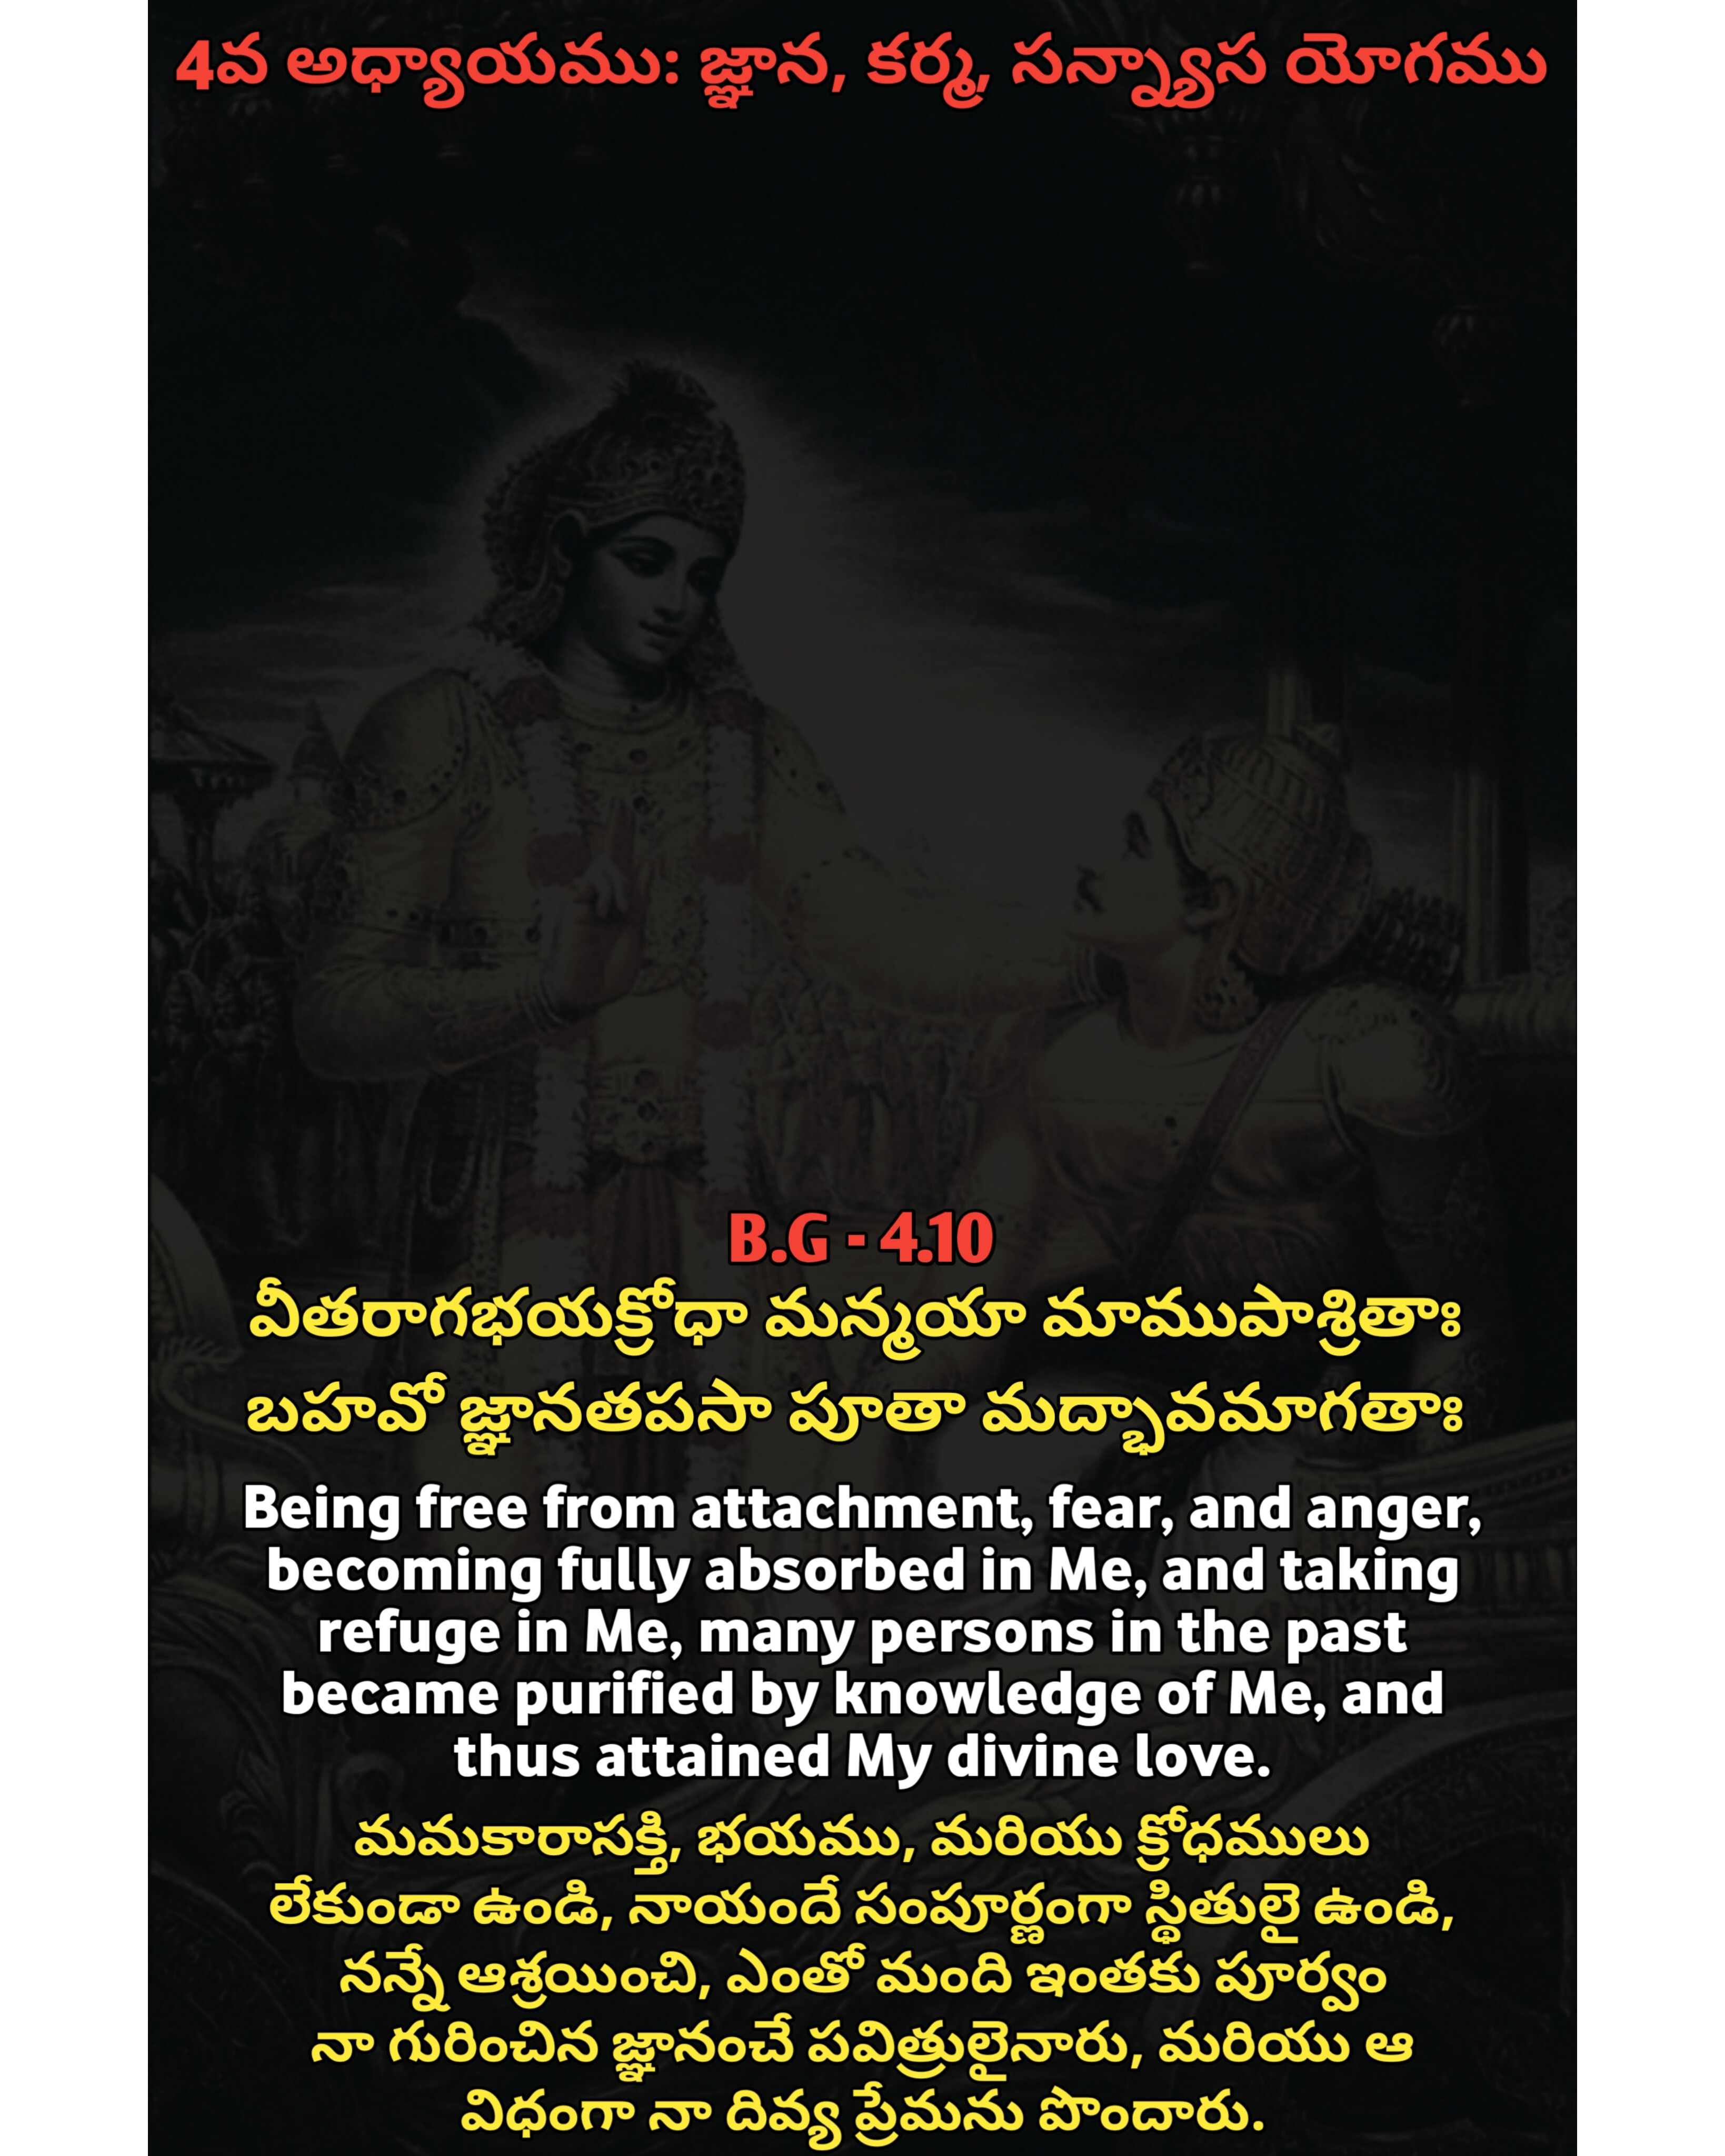 4వ అధ్యాయము: జ్ఞాన, కర్మ, సన్న్యాస యోగము
B.G - 4.10
వీతరాగభయక్రోధా మన్మయా మాముపాశ్రితాః
బహవో జ్ఞానతపసా పూతా మద్భావమాగతాః
Being free from attachment, fear, and anger,
becoming fully absorbed in Me, and taking
refuge in Me, many persons in the past
became purified by knowledge of Me, and
thus attained My divine love.
మమకారాసక్తి, భయము, మరియు క్రోధములు
లేకుండా ఉండి, నాయందే సంపూర్ణంగా స్థితులై ఉండి,
నన్నే ఆశ్రయించి, ఎంతో మంది ఇంతకు పూర్వం
నా గురించిన జ్ఞానంచే పవిత్రులైనారు, మరియు ఆ
విధంగా నా దివ్య ప్రేమను పొందారు.